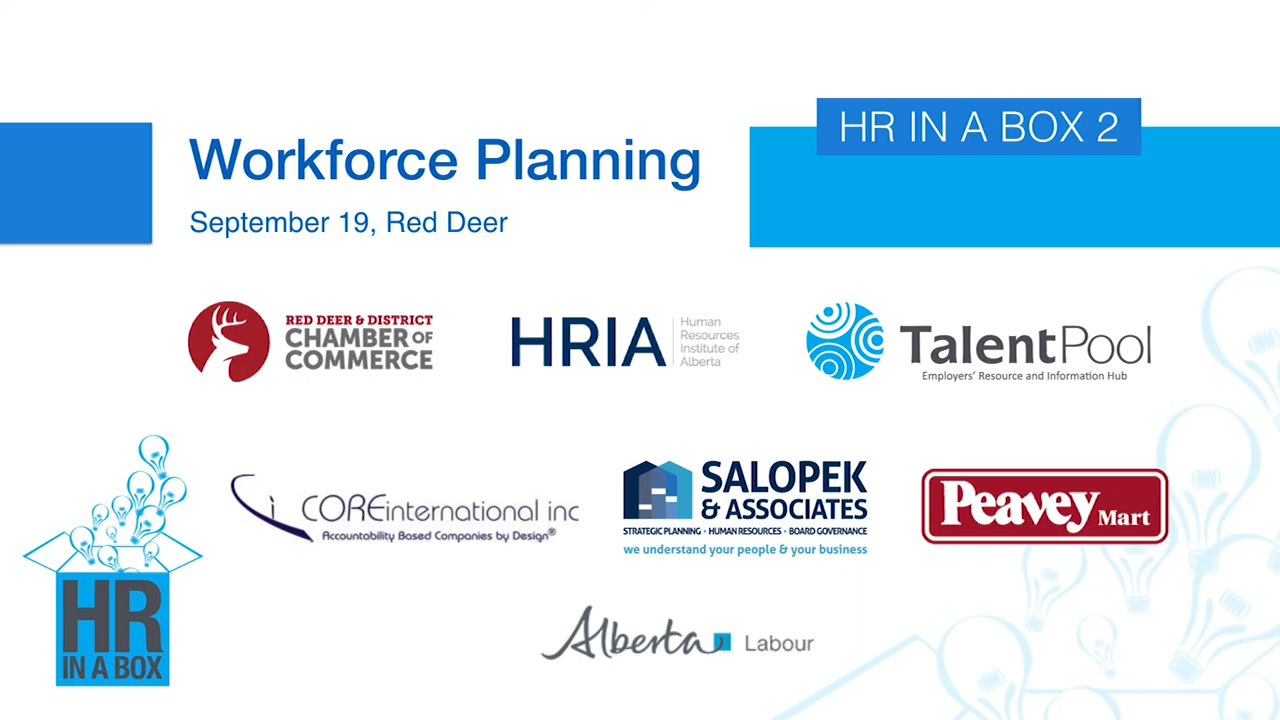 HR IN A BOX 2
Workforce Planning
September 19, Red Deer
RED DEER & DISTRICT
CHAMBER OF
COMMERCE
HRIA
Human
Resources
Institute of
Alberta
TalentPool
Employers' Resource and Information Hub
COREinternational inc
Accountability Based Companies by Design®
SALOPEK
& ASSOCIATES
STRATEGIC PLANNING · HUMAN RESOURCES · BOARD GOVERNANCE
we understand your people & your business
Peavey Mart
HR
IN A BOX
Alberta Labour